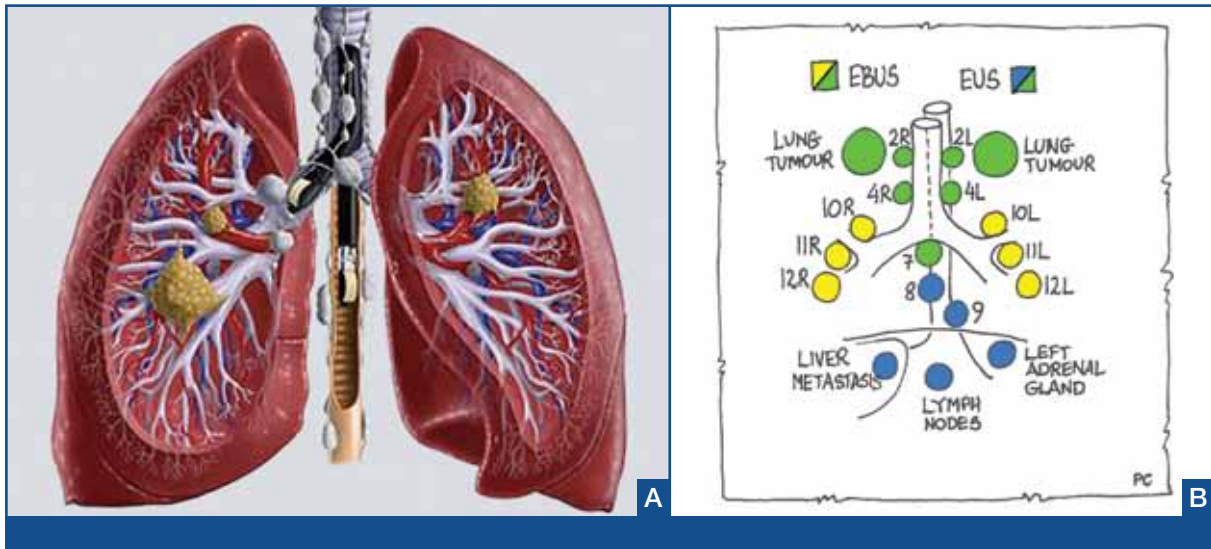 A
EBUS
EUS
LUNG TUMOUR
2R
2L
LUNG TUMOUR
4R
4L
10R
10L
11R
11L
7
12R
12L
8
9
LIVER METASTASIS
LEFT ADRENAL GLAND
LYMPH NODES
PC
B